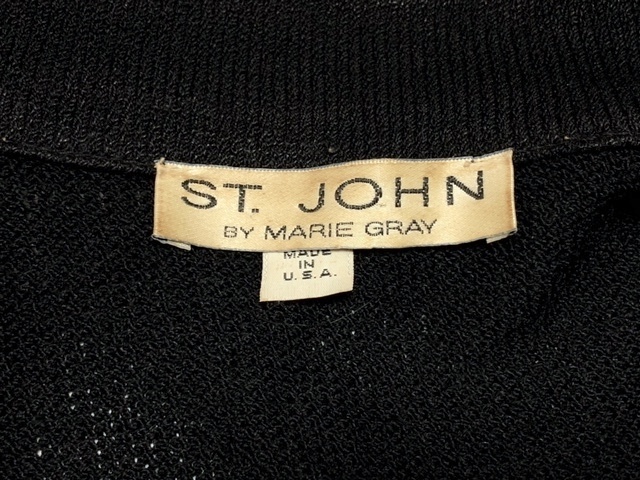 ST. JOHN
BY MARIE GRAY
MADE
IN
U.S.A.